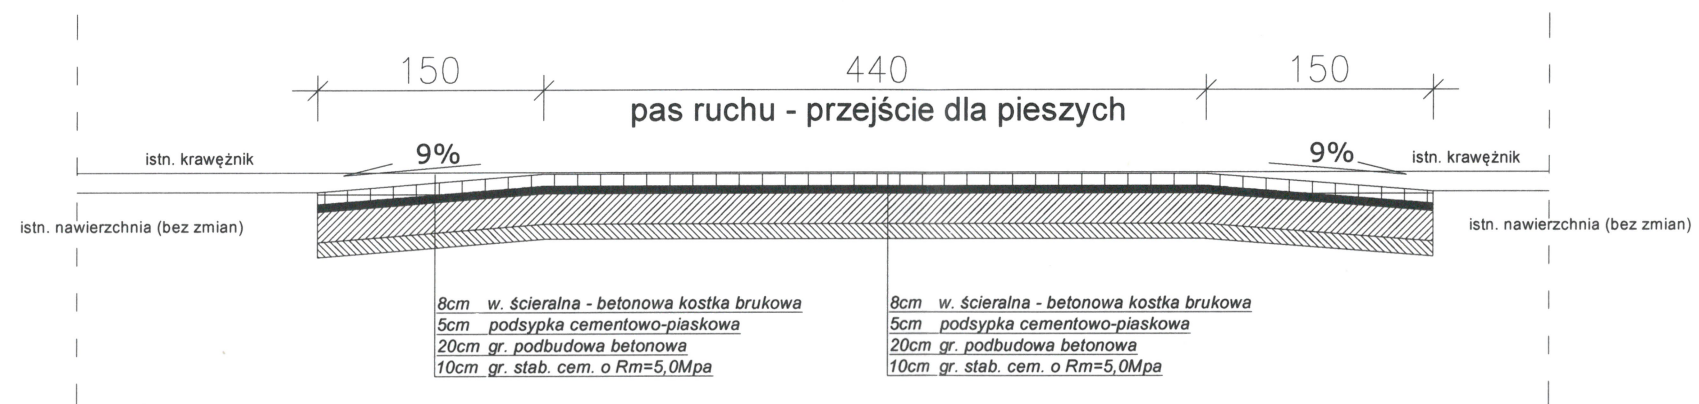 150
440
150
pas ruchu - przejście dla pieszych
istn. krawężnik
9%
9%
istn. krawężnik
istn. nawierzchnia (bez zmian)
istn. nawierzchnia (bez zmian)
8cm w. ścieralna - betonowa kostka brukowa
5cm podsypka cementowo-piaskowa
20cm gr. podbudowa betonowa
10cm gr. stab. cem. o Rm=5,0Mpa
8cm w. ścieralna - betonowa kostka brukowa
5cm podsypka cementowo-piaskowa
20cm gr. podbudowa betonowa
10cm gr. stab. cem. o Rm=5,0Mpa